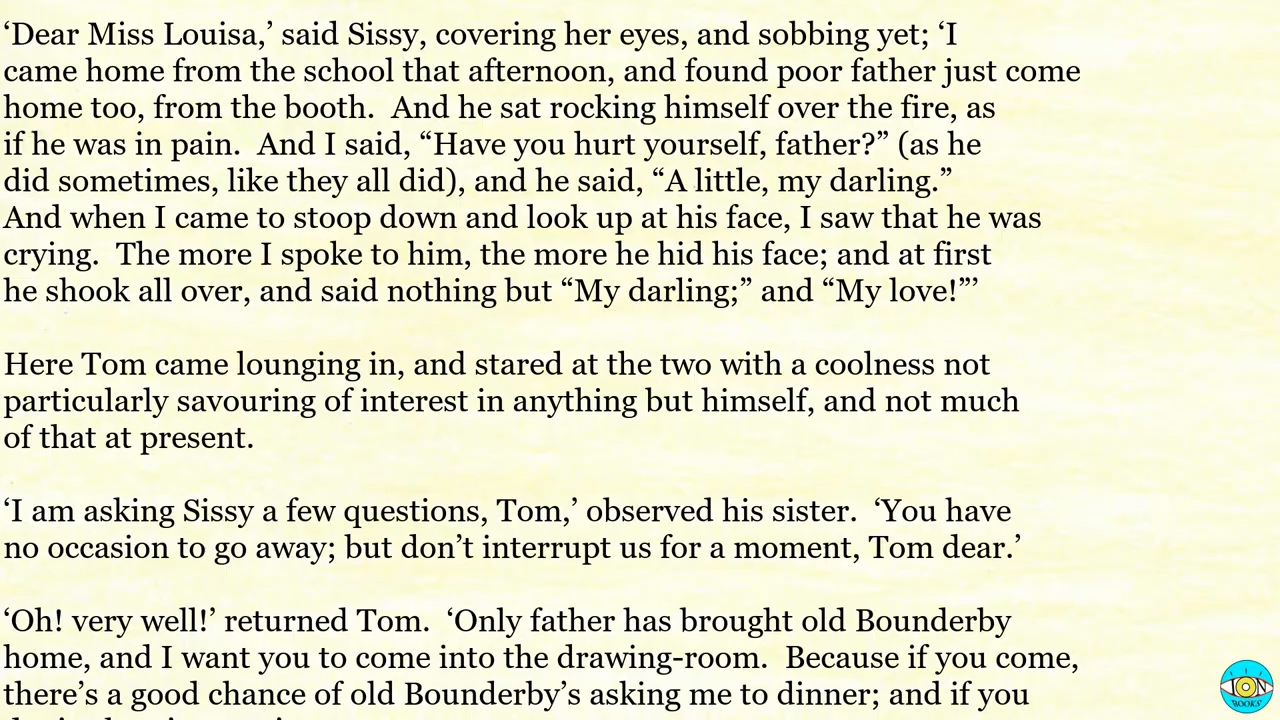 ‘Dear Miss Louisa,’ said Sissy, covering her eyes, and sobbing yet; ‘I
came home from the school that afternoon, and found poor father just come
home too, from the booth.  And he sat rocking himself over the fire, as
if he was in pain.  And I said, “Have you hurt yourself, father?” (as he
did sometimes, like they all did), and he said, “A little, my darling.”
And when I came to stoop down and look up at his face, I saw that he was
crying.  The more I spoke to him, the more he hid his face; and at first
he shook all over, and said nothing but “My darling;” and “My love!”’
Here Tom came lounging in, and stared at the two with a coolness not
particularly savouring of interest in anything but himself, and not much
of that at present.
‘I am asking Sissy a few questions, Tom,’ observed his sister.  ‘You have
no occasion to go away; but don’t interrupt us for a moment, Tom dear.’
‘Oh! very well!’ returned Tom.  ‘Only father has brought old Bounderby
home, and I want you to come into the drawing-room.  Because if you come,
there’s a good chance of old Bounderby’s asking me to dinner; and if you
ION
BOOKS